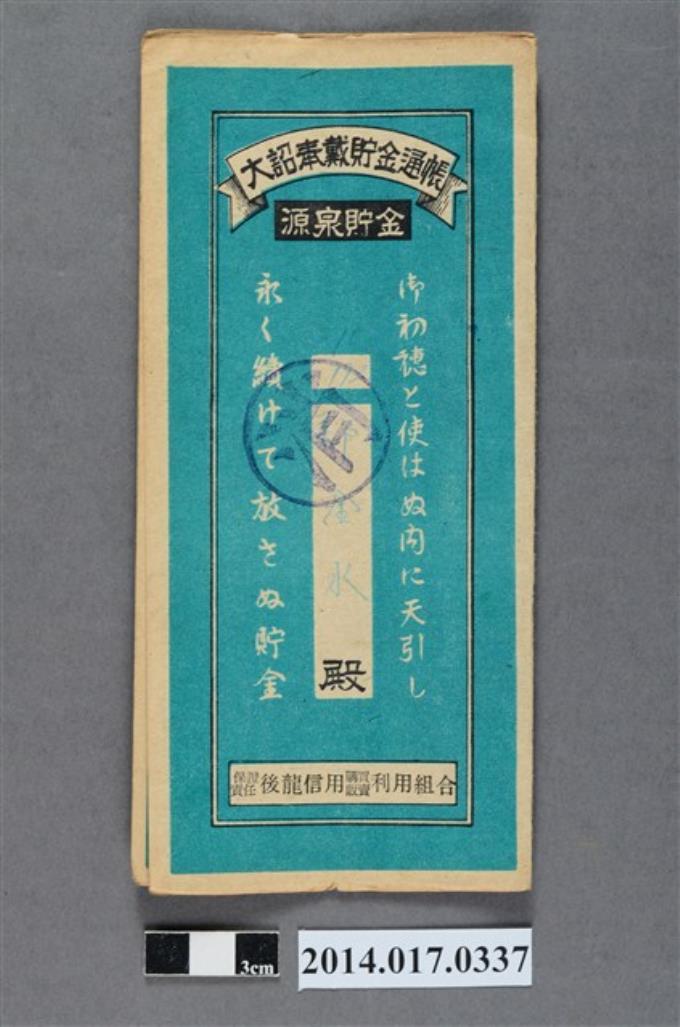 大詔奉戴貯金通帳
源泉貯金
御初穂と使はぬ内に天引し
金水
殿
永く續けて放さぬ貯金
保證責任後龍信用購買販賣利用組合
3cm
2014.017.0337